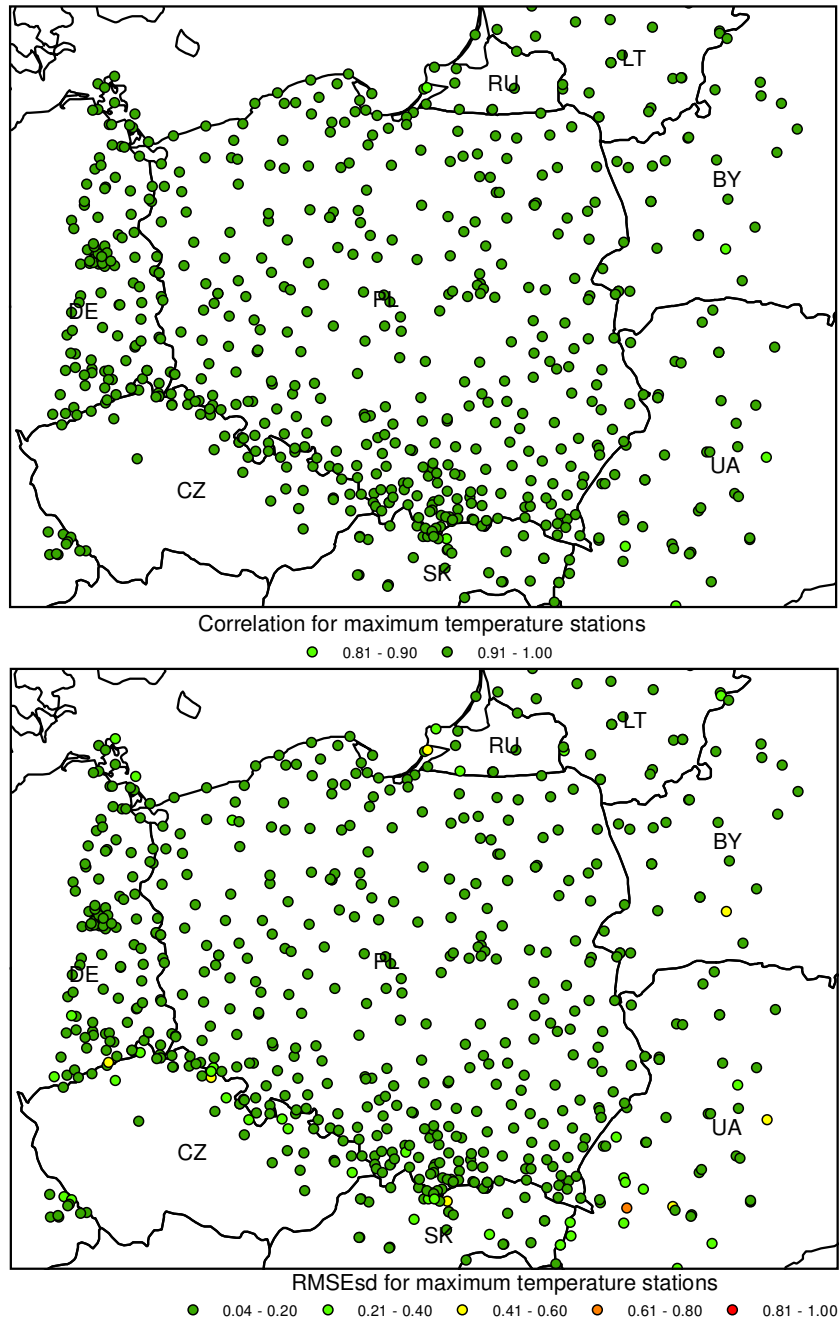 LT
RU
BY
DE
PL
UA
CZ
SK
Correlation for maximum temperature stations
0.81 - 0.90 0.91 - 1.00
LT
RU
BY
PL
DE
UA
CZ
SK
RMSEsd for maximum temperature stations
0.04 - 0.20 0.21 - 0.40 0.41 - 0.60 0.61 - 0.80 0.81 - 1.00